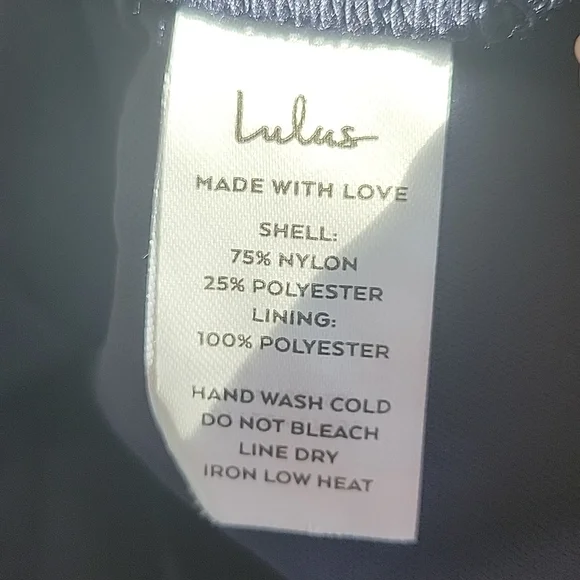 Lulus
MADE WITH LOVE
SHELL:
75% NYLON
25% POLYESTER
LINING:
100% POLYESTER
HAND WASH COLD
DO NOT BLEACH
LINE DRY
IRON LOW HEAT